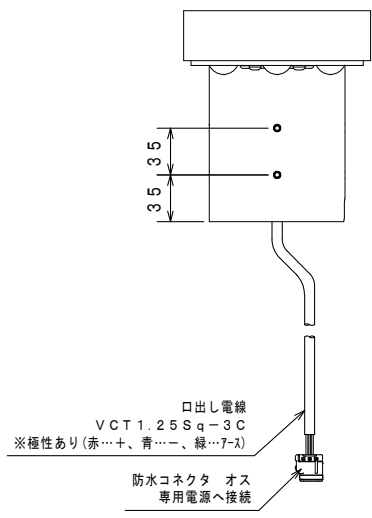 35
35
口出し電線
VCT1.25Sq-3C
※極性あり(赤…+、青…-、緑…ｱｰｽ)
防水コネクタ オス
専用電源へ接続